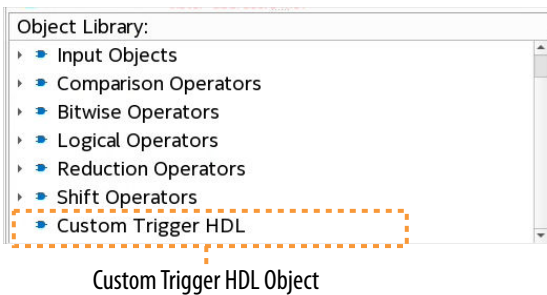 Object Library:
Input Objects
Comparison Operators
Bitwise Operators
Logical Operators
Reduction Operators
Shift Operators
Custom Trigger HDL
Custom Trigger HDL Object